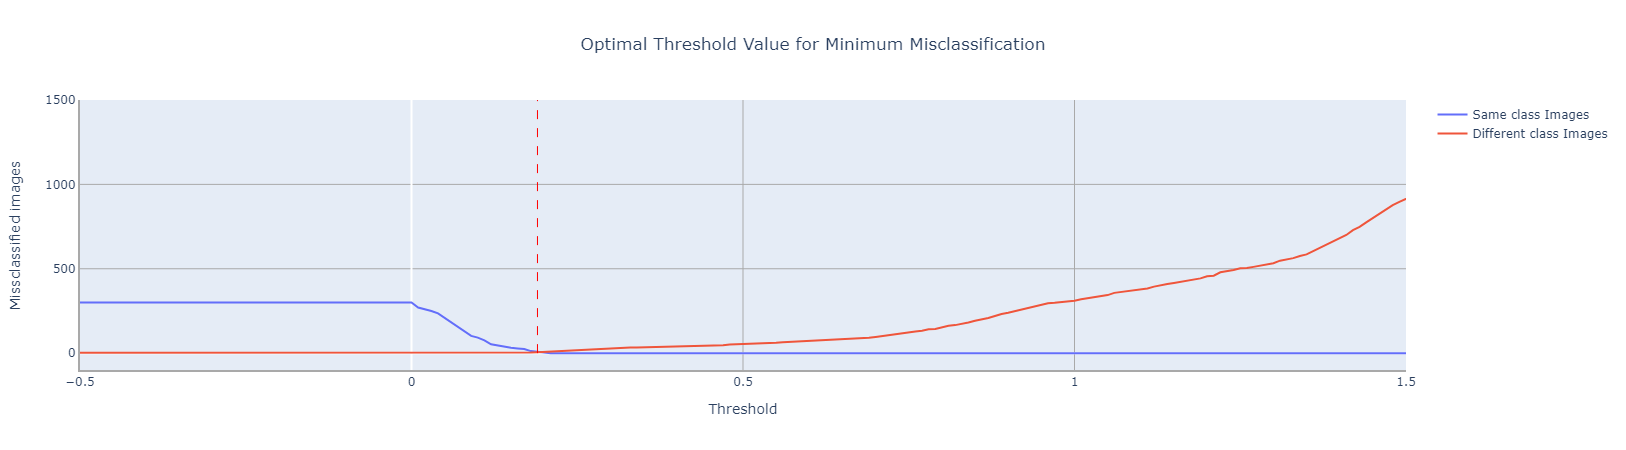 Optimal Threshold Value for Minimum Misclassification
Missclassified images
1500
1000
500
0
−0.5
0
0.5
1
1.5
Threshold
Same class Images
Different class Images